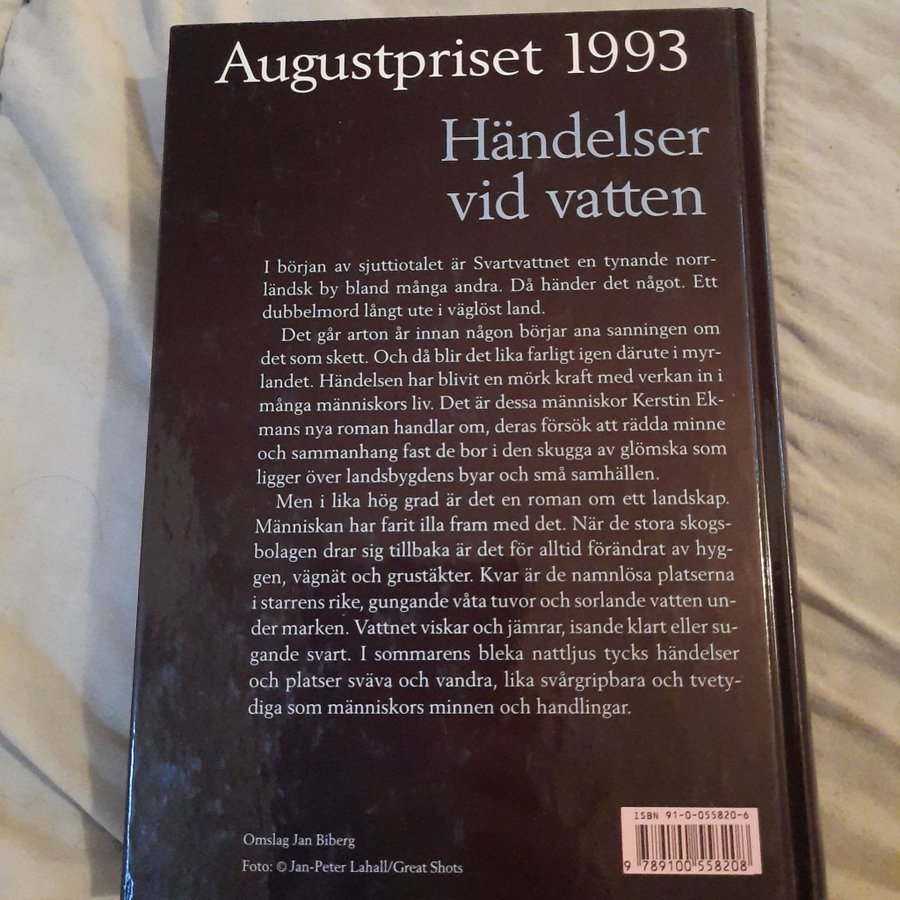 Augustpriset 1993
Händelser
vid vatten
I början av sjuttiotalet är Svartvattnet en tynande norr-
ländsk by bland många andra. Då händer det något. Ett
dubbelmord långt ute i väglöst land.
Det går arton år innan någon börjar ana sanningen om
det som skett. Och då blir det lika farligt igen därute i myr-
landet. Händelsen har blivit en mörk kraft med verkan in i
många människors liv. Det är dessa människor Kerstin Ek-
mans nya roman handlar om, deras försök att rädda minne
och sammanhang fast de bor i den skugga av glömska som
ligger över landsbygdens byar och små samhällen.
Men i lika hög grad är det en roman om ett landskap.
Människan har farit illa fram med det. När de stora skogs-
bolagen drar sig tillbaka är det för alltid förändrat av hyg-
gen, vägnät och grustäkter. Kvar är de namnlösa platserna
i starrens rike, gungande våta tuvor och sorlande vatten un-
der marken. Vattnet viskar och jämrar, isande klart eller su-
gande svart. I sommarens bleka nattljus tycks händelser
och platser sväva och vandra, lika svårgripbara och tvety-
diga som människors minnen och handlingar.
Omslag Jan Biberg
Foto: © Jan-Peter Lahall/Great Shots
ISBN 91-0-055820-6
9 789100 558208